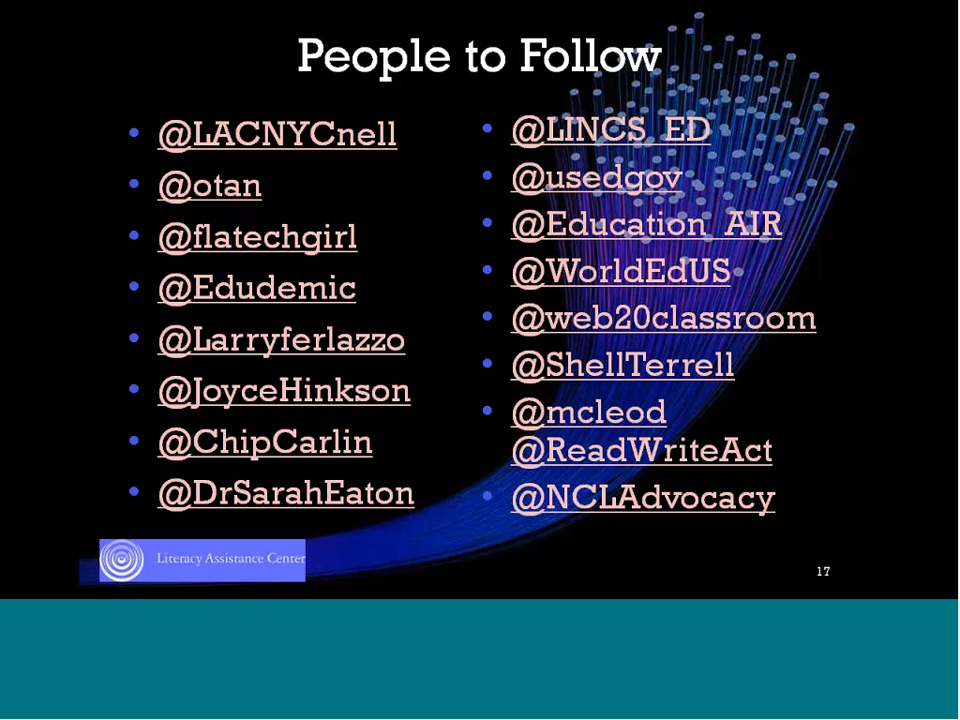 People to Follow
• @LACNYCnell
• @otan
• @flatechgirl
• @Edudemic
• @Larryferlazzo
• @JoyceHinkson
• @ChipCarlin
• @DrSarahEaton
• @LINCS_ED
• @usedgov
• @Education_AIR
• @WorldEdUS
• @web20classroom
• @ShellTerrell
• @mcleod
@ReadWriteAct
• @NCLAdvocacy
Literacy Assistance Center
17